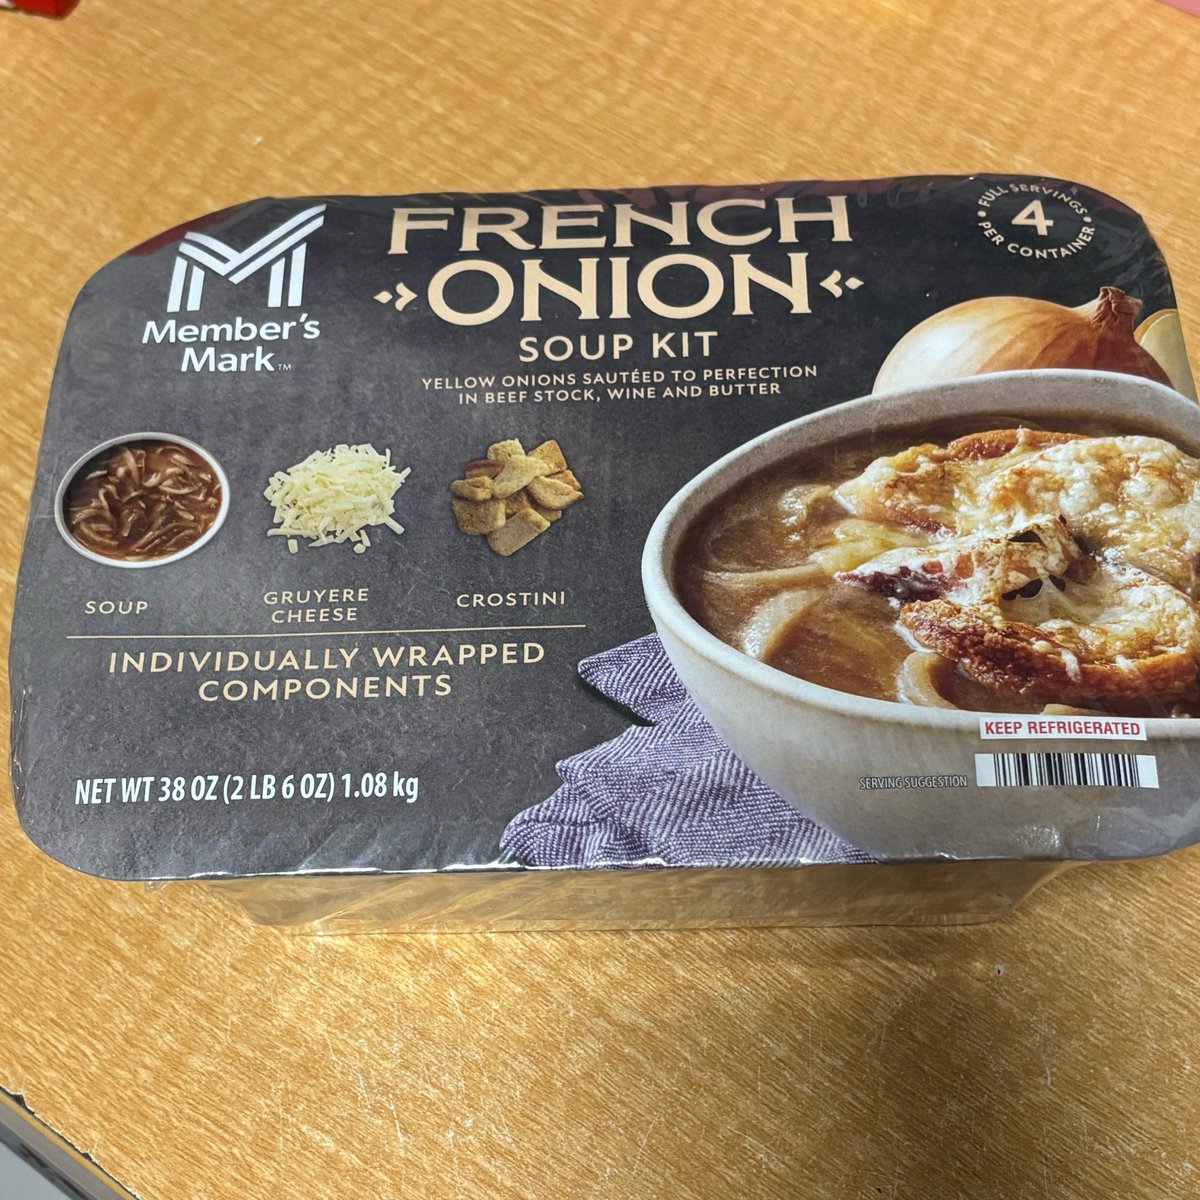 Member's
Mark™
FRENCH
ONION
SOUP KIT
YELLOW ONIONS SAUTÉED TO PERFECTION
IN BEEF STOCK, WINE AND BUTTER
FULL SERVINGS
4
PER CONTAINER
SOUP
GRUYERE
CHEESE
CROSTINI
INDIVIDUALLY WRAPPED
COMPONENTS
NET WT 38 OZ (2 LB 6 OZ) 1.08 kg
KEEP REFRIGERATED
SERVING SUGGESTION